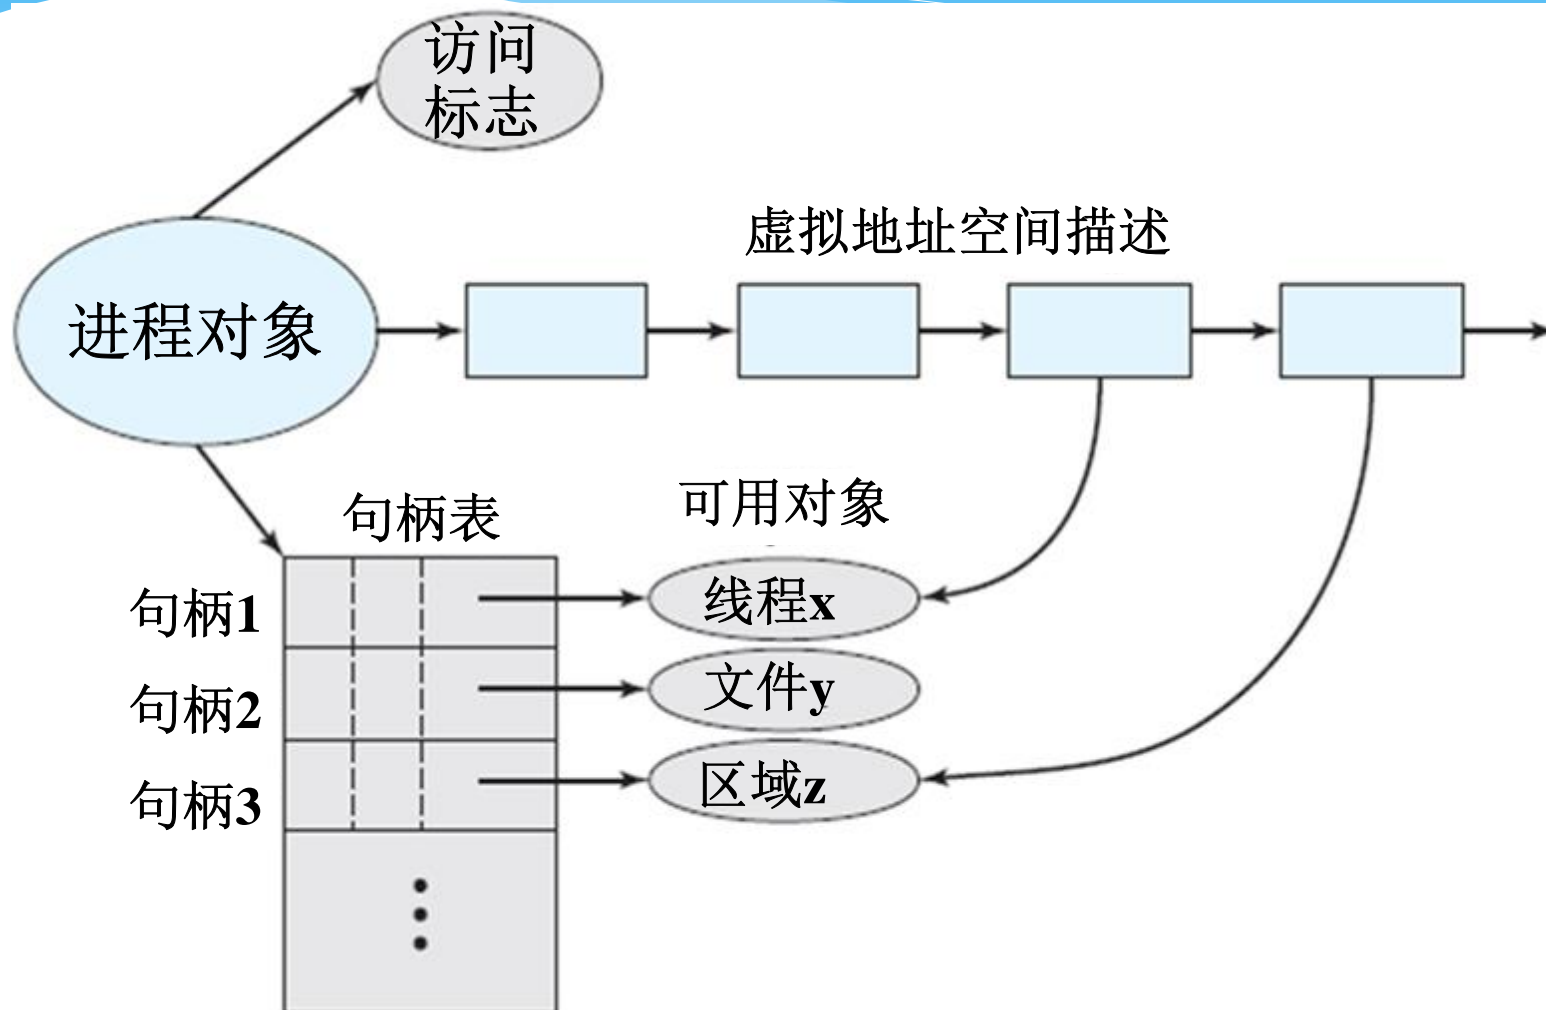 访问
标志
虚拟地址空间描述
进程对象
句柄表
可用对象
句柄1
线程x
句柄2
文件y
句柄3
区域z